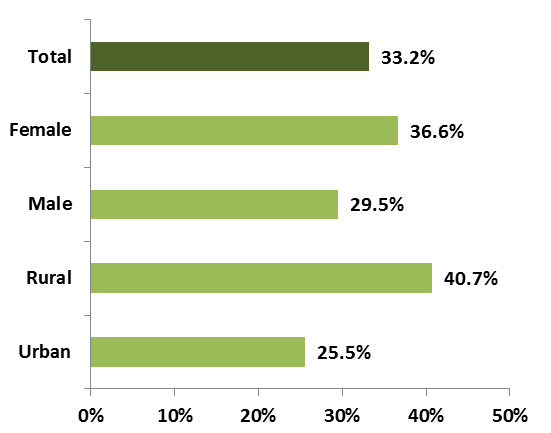 Total 33.2%
Female 36.6%
Male 29.5%
Rural 40.7%
Urban 25.5%
0% 10% 20% 30% 40% 50%